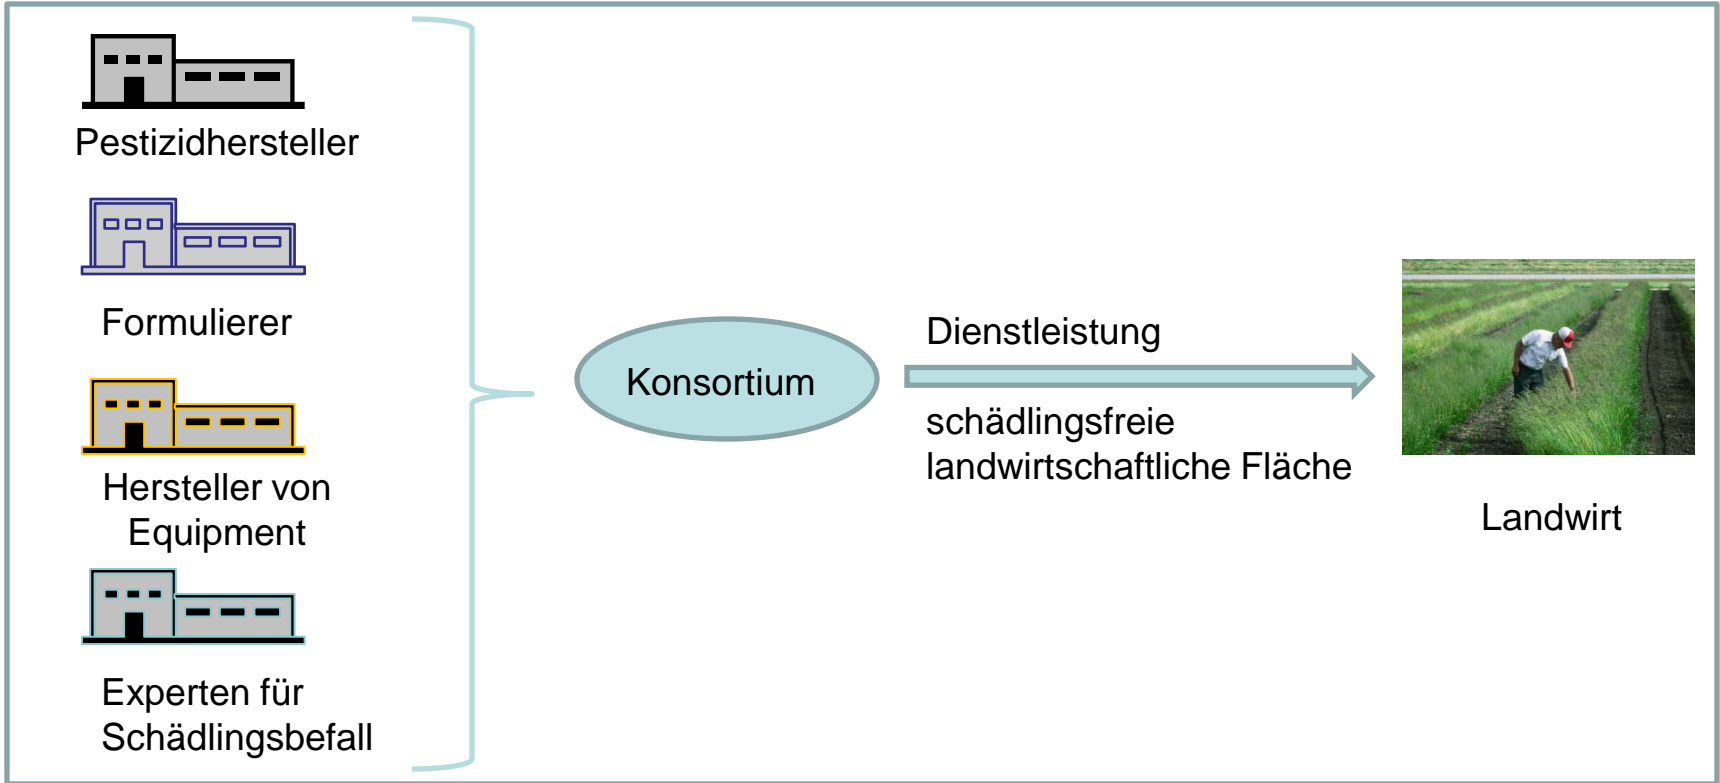 Pestizidhersteller
Formulierer
Hersteller von
Equipment
Experten für
Schädlingsbefall
Konsortium
Dienstleistung
schädlingsfreie
landwirtschaftliche Fläche
Landwirt